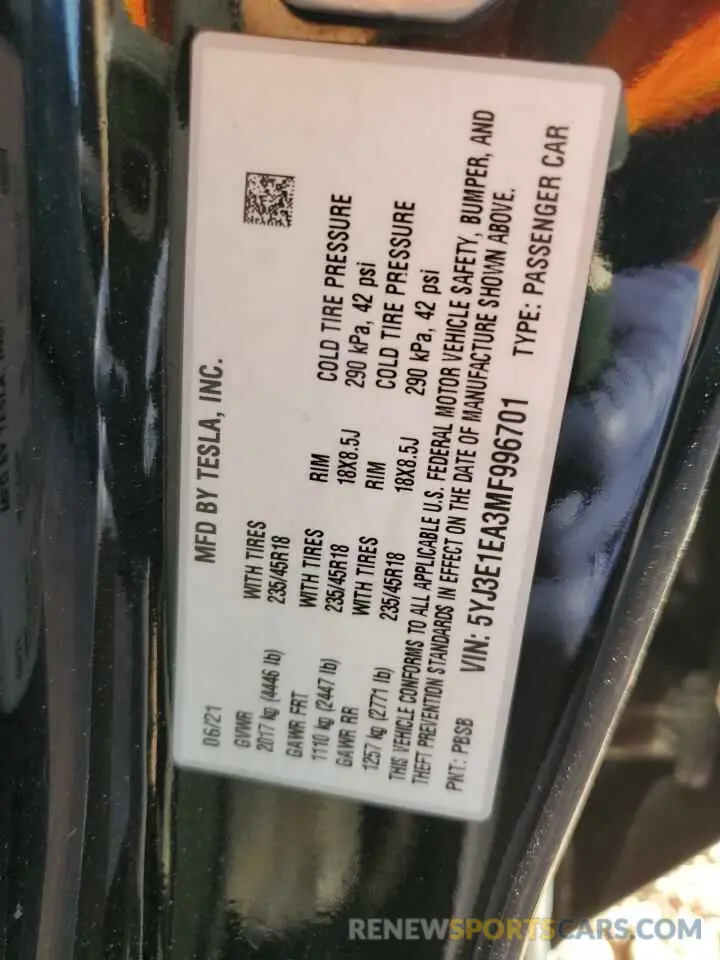 MFD BY TESLA, INC.
06/21
GVWR WITH TIRES
2017 kg (4446 lb) 235/45R18
GAWR FRT WITH TIRES RIM COLD TIRE PRESSURE
1110 kg (2447 lb) 235/45R18 18X8.5J 290 kPa, 42 psi
GAWR RR WITH TIRES RIM COLD TIRE PRESSURE
1257 kg (2771 lb) 235/45R18 18X8.5J 290 kPa, 42 psi
THIS VEHICLE CONFORMS TO ALL APPLICABLE U.S. FEDERAL MOTOR VEHICLE SAFETY, BUMPER, AND
THEFT PREVENTION STANDARDS IN EFFECT ON THE DATE OF MANUFACTURE SHOWN ABOVE.
PNT: PBSB VIN: 5YJ3E1EA3MF996701 TYPE: PASSENGER CAR
RENEWSPORTSCARS.COM